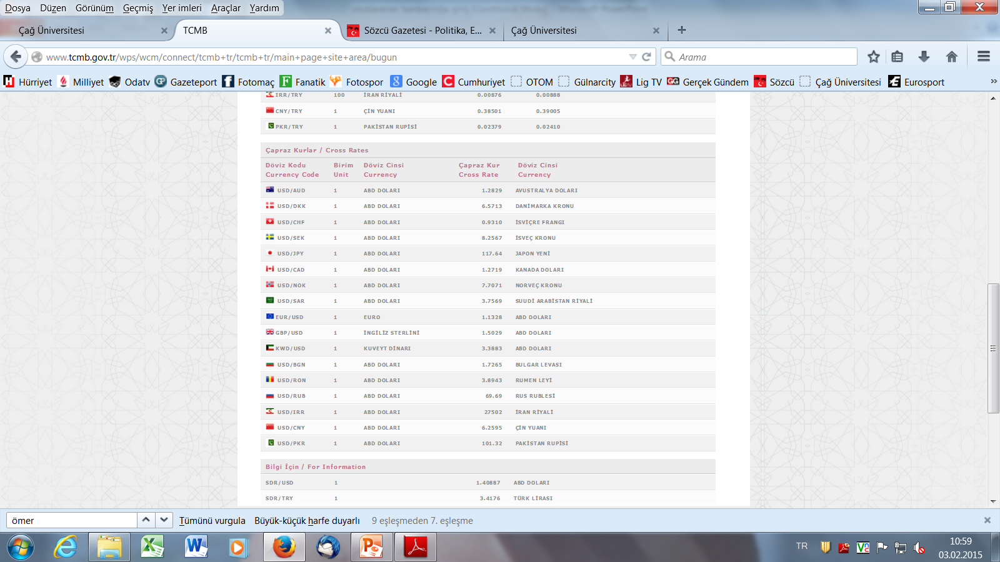 Dosya Düzen Görünüm Geçmiş Yer imleri Araçlar Yardım
Çağ Üniversitesi TCMB Sözcü Gazetesi - Politika, E... Çağ Üniversitesi
www.tcmb.gov.tr/wps/wcm/connect/tcmb+tr/tcmb+tr/main+page+site+area/bugun Arama
Hürriyet Milliyet Odatv Gazeteport Fotomaç Fanatik Fotospor Google Cumhuriyet OTOM Gülnarcity Lig TV Gerçek Gündem Sözcü Çağ Üniversitesi Eurosport
IRR/TRY 100 İRAN RİYALİ 0.00876 0.00888
CNY/TRY 1 ÇİN YUANI 0.38501 0.39005
PKR/TRY 1 PAKİSTAN RUPİSİ 0.02379 0.02410
Çapraz Kurlar / Cross Rates
Döviz Kodu Birim Döviz Cinsi Çapraz Kur Döviz Cinsi
Currency Code Unit Currency Cross Rate Currency
USD/AUD 1 ABD DOLARI 1.2829 AVUSTRALYA DOLARI
USD/DKK 1 ABD DOLARI 6.5713 DANİMARKA KRONU
USD/CHF 1 ABD DOLARI 0.9310 İSVİÇRE FRANGI
USD/SEK 1 ABD DOLARI 8.2567 İSVEÇ KRONU
USD/JPY 1 ABD DOLARI 117.64 JAPON YENİ
USD/CAD 1 ABD DOLARI 1.2719 KANADA DOLARI
USD/NOK 1 ABD DOLARI 7.7071 NORVEÇ KRONU
USD/SAR 1 ABD DOLARI 3.7569 SUUDİ ARABİSTAN RİYALİ
EUR/USD 1 EURO 1.1328 ABD DOLARI
GBP/USD 1 İNGİLİZ STERLİNİ 1.5029 ABD DOLARI
KWD/USD 1 KUVEYT DİNARI 3.3883 ABD DOLARI
USD/BGN 1 ABD DOLARI 1.7265 BULGAR LEVASI
USD/RON 1 ABD DOLARI 3.8943 RUMEN LEYİ
USD/RUB 1 ABD DOLARI 69.69 RUS RUBLESİ
USD/IRR 1 ABD DOLARI 27502 İRAN RİYALİ
USD/CNY 1 ABD DOLARI 6.2595 ÇİN YUANI
USD/PKR 1 ABD DOLARI 101.32 PAKİSTAN RUPİSİ
Bilgi İçin / For Information
SDR/USD 1 1.40887 ABD DOLARI
SDR/TRY 1 3.4176 TÜRK LİRASI
ömer Tümünü vurgula Büyük-küçük harfe duyarlı 9 eşleşmeden 7. eşleşme
TR 10:59
03.02.2015